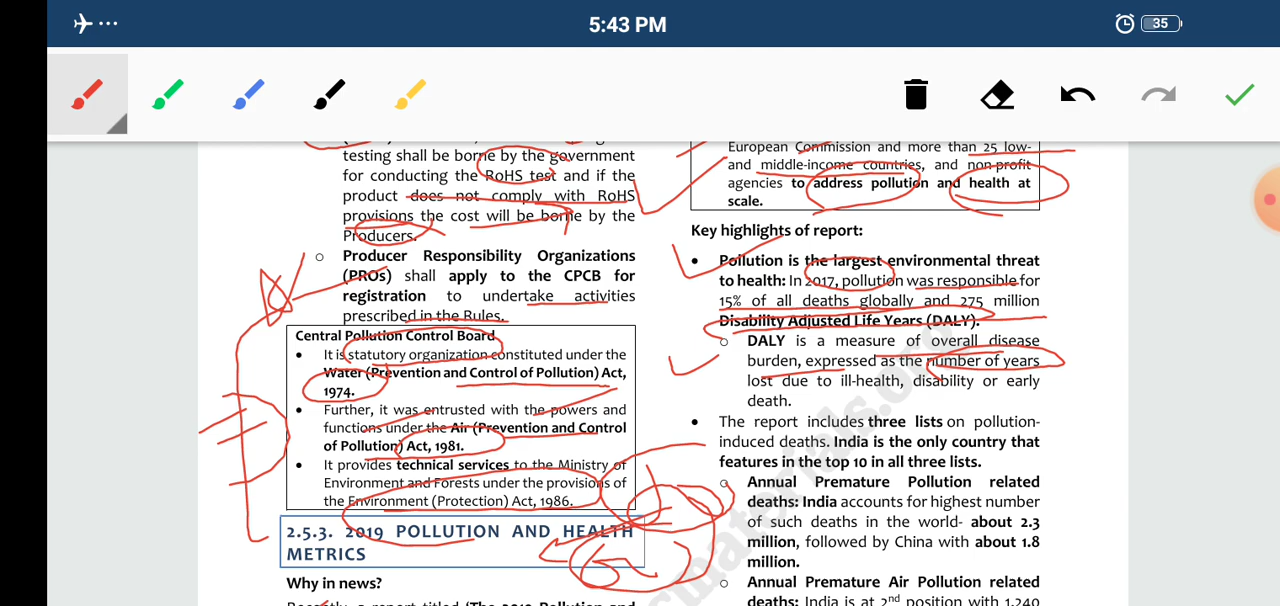 5:43 PM
35
testing shall be borne by the government
for conducting the RoHS test and if the
product does not comply with RoHS
provisions the cost will be borne by the
Producers.
o Producer Responsibility Organizations
(PROs) shall apply to the CPCB for
registration to undertake activities
prescribed in the Rules.
Central Pollution Control Board
• It is statutory organization constituted under the
Water (Prevention and Control of Pollution) Act,
1974.
• Further, it was entrusted with the powers and
functions under the Air (Prevention and Control
of Pollution) Act, 1981.
• It provides technical services to the Ministry of
Environment and Forests under the provisions of
the Environment (Protection) Act, 1986.
2.5.3. 2019 POLLUTION AND HEALTH
METRICS
Why in news?
European Commission and more than 25 low-
and middle-income countries, and non-profit
agencies to address pollution and health at
scale.
Key highlights of report:
• Pollution is the largest environmental threat
to health: In 2017, pollution was responsible for
15% of all deaths globally and 275 million
Disability Adjusted Life Years (DALY).
o DALY is a measure of overall disease
burden, expressed as the number of years
lost due to ill-health, disability or early
death.
• The report includes three lists on pollution-
induced deaths. India is the only country that
features in the top 10 in all three lists.
o Annual Premature Pollution related
deaths: India accounts for highest number
of such deaths in the world- about 2.3
million, followed by China with about 1.8
million.
o Annual Premature Air Pollution related
deaths: India is at 2nd position with 1.240